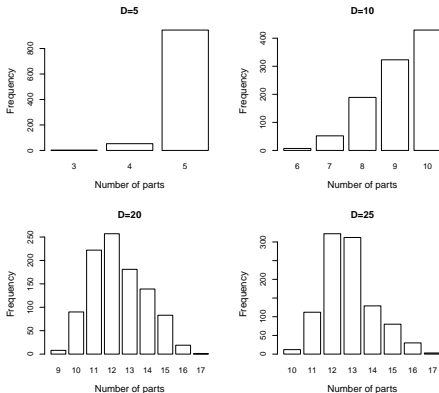 D=5
Frequency
0 200 400 600 800
3 4 5
Number of parts
D=10
Frequency
0 100 200 300 400
6 7 8 9 10
Number of parts
D=20
Frequency
0 50 100 150 200 250
9 10 11 12 13 14 15 16 17
Number of parts
D=25
Frequency
0 50 100 200 300
10 11 12 13 14 15 16 17
Number of parts